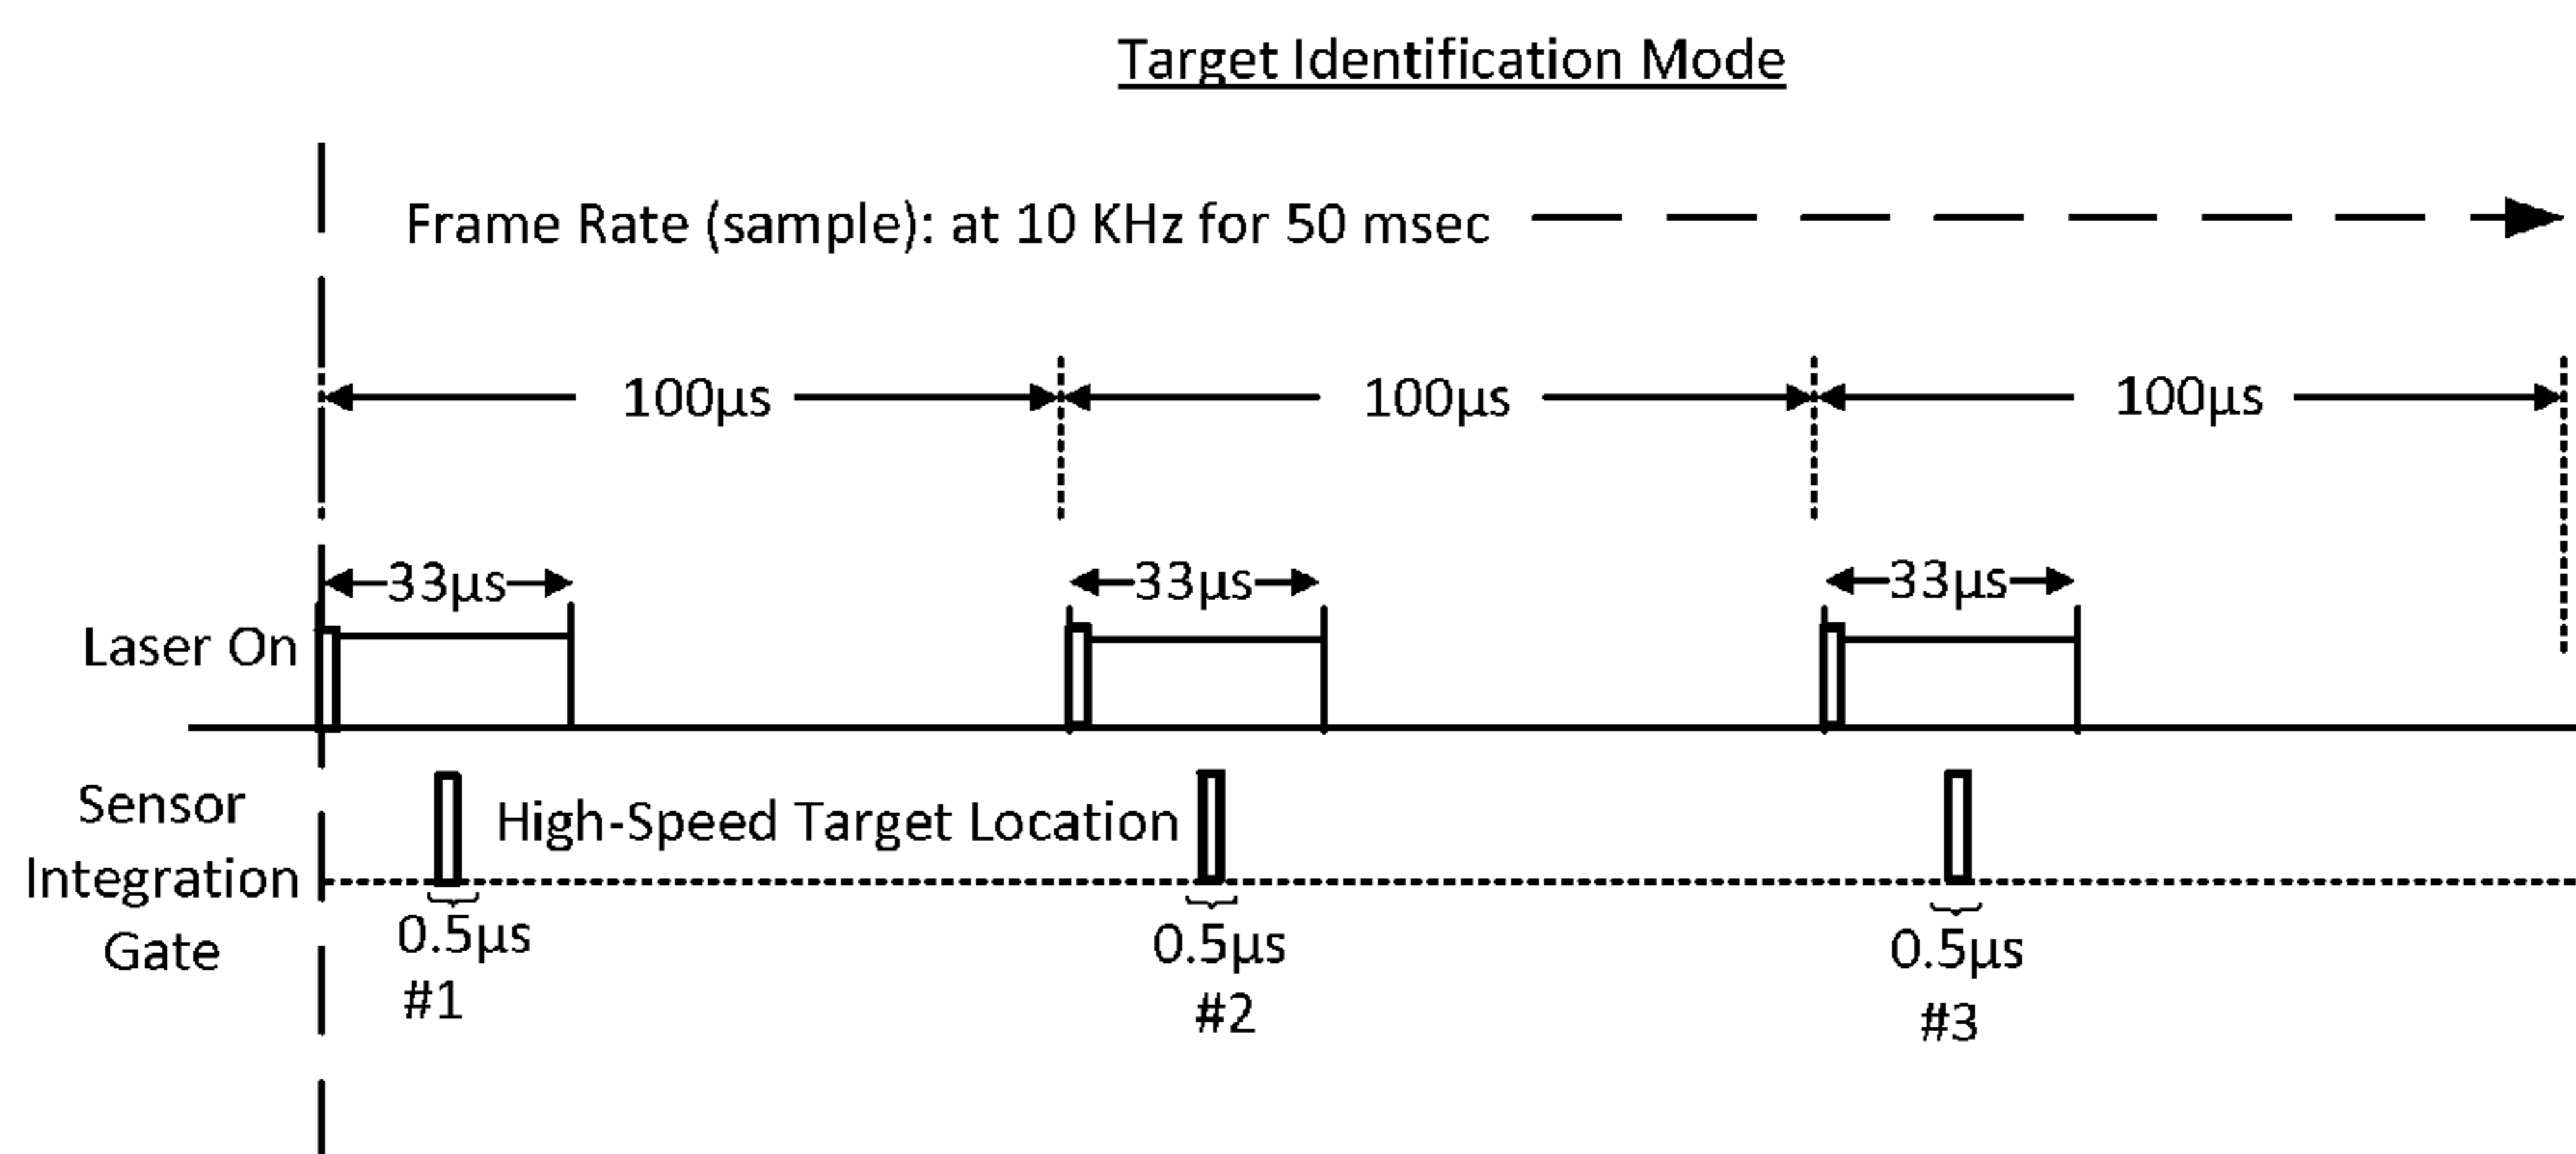 Target Identification Mode
Frame Rate (sample): at 10 KHz for 50 msec
100µs 100µs 100µs
33µs 33µs 33µs
Laser On
Sensor
Integration
Gate
High-Speed Target Location
0.5µs 0.5µs 0.5µs
#1 #2 #3